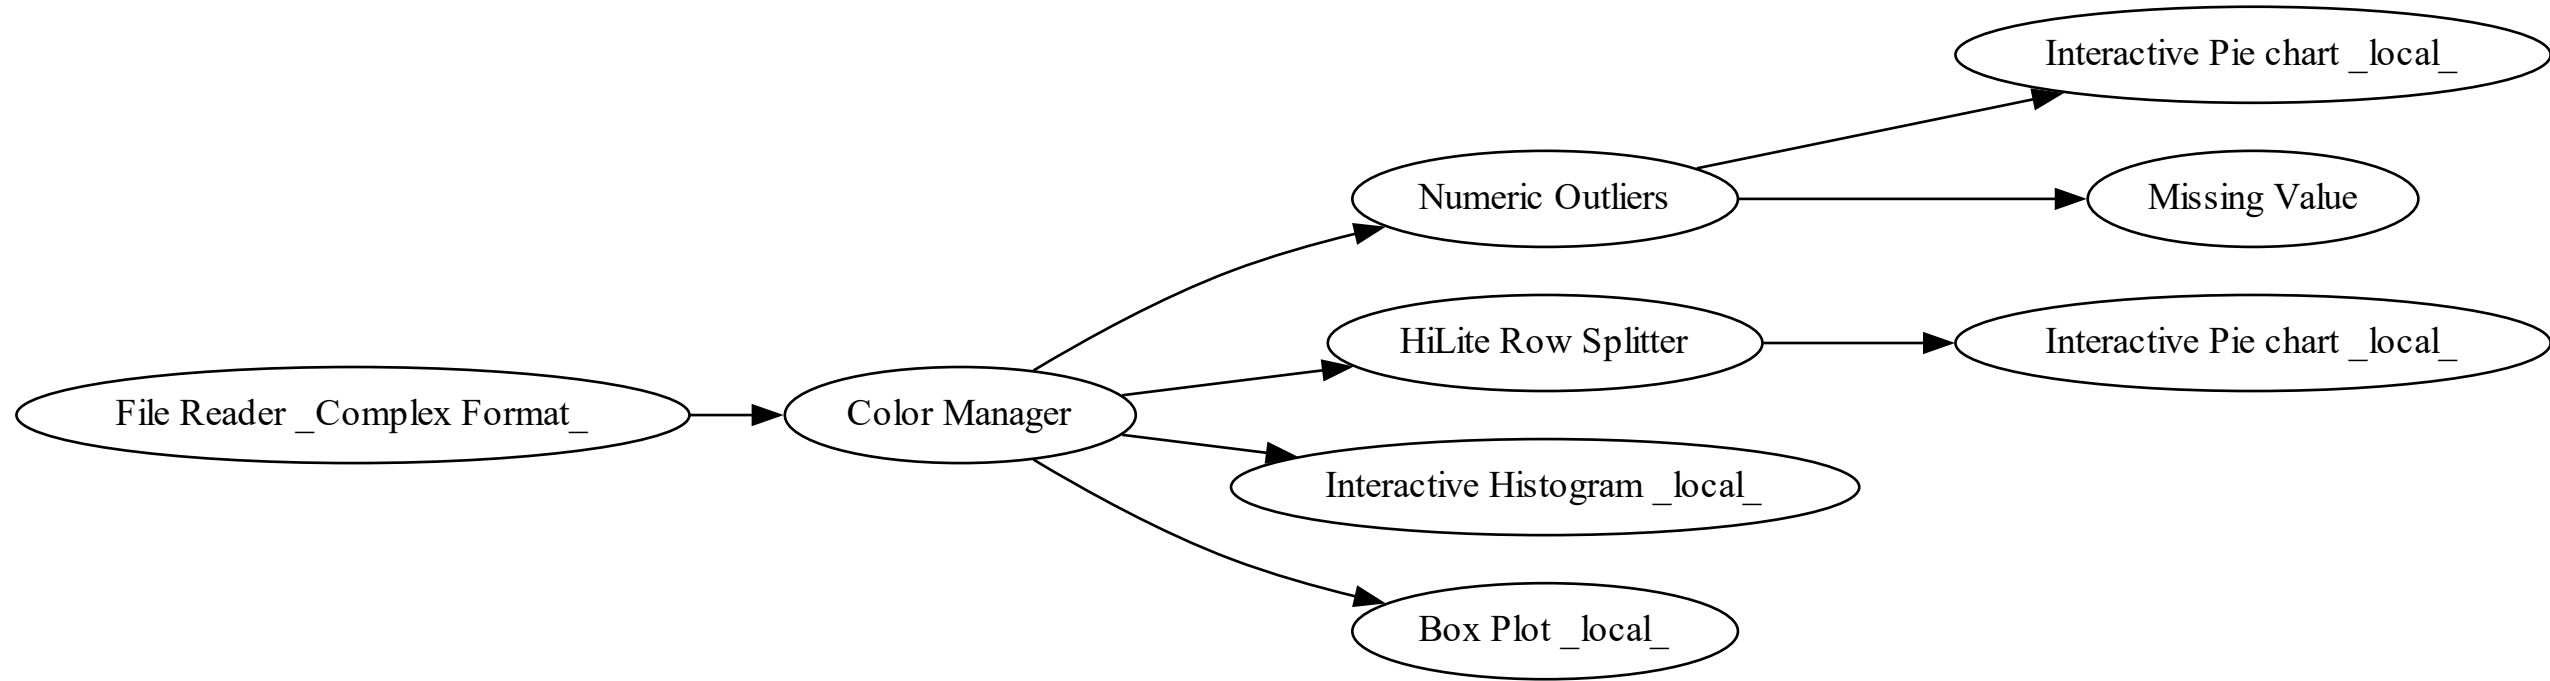 Interactive Pie chart _local_
Numeric Outliers
Missing Value
HiLite Row Splitter
Interactive Pie chart _local_
File Reader _Complex Format_
Color Manager
Interactive Histogram _local_
Box Plot _local_